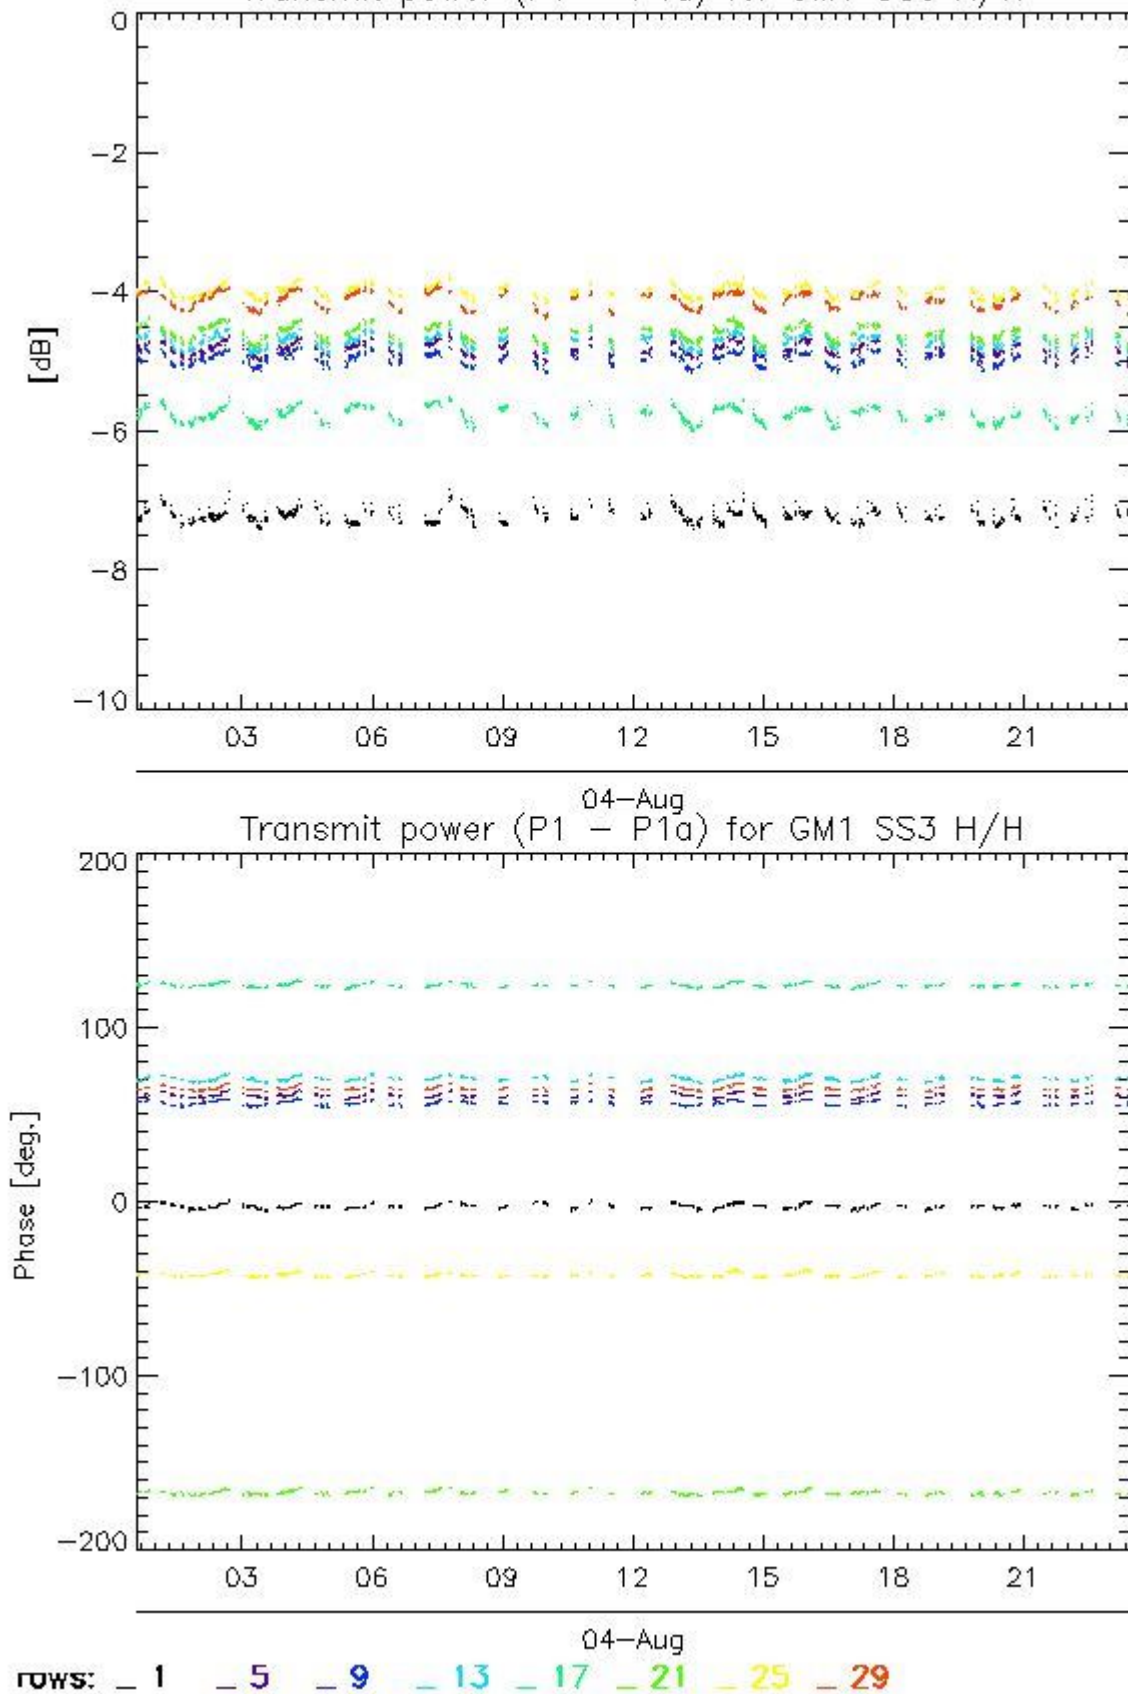 0
−2
−4
[dB]
−6
−8
−10
03 06 09 12 15 18 21
04−Aug
Transmit power (P1 − P1a) for GM1 SS3 H/H
200
100
Phase [deg.]
0
−100
−200
03 06 09 12 15 18 21
04−Aug
rows: _ 1 _ 5 _ 9 _ 13 _ 17 _ 21 _ 25 _ 29